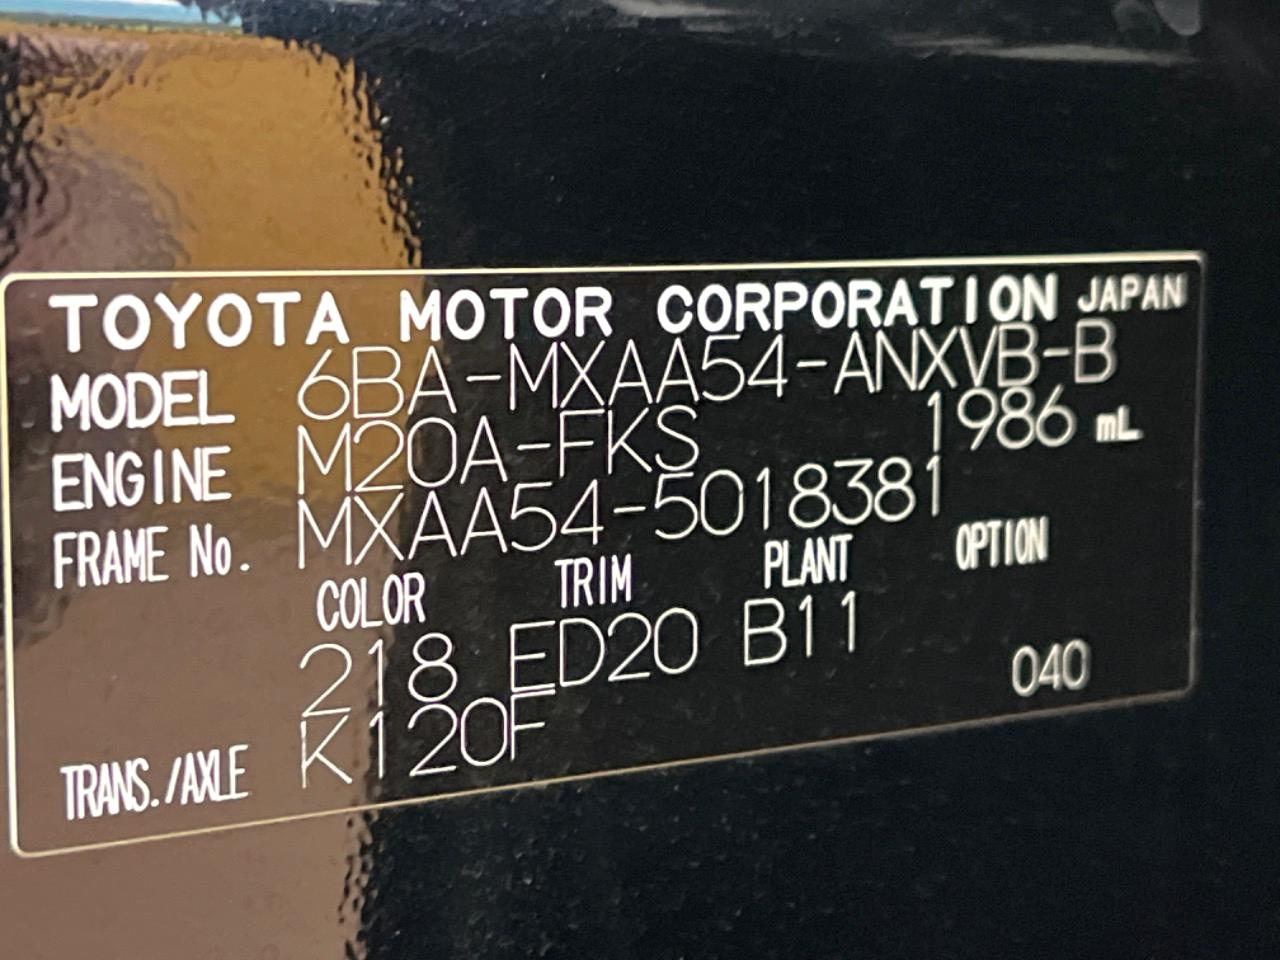 TOYOTA MOTOR CORPORATION JAPAN
MODEL 6BA-MXAA54-ANXVB-B
ENGINE M20A-FKS 1986 mL
FRAME No. MXAA54-5018381
COLOR TRIM PLANT OPTION
218 ED20 B11
TRANS./AXLE K120F 040